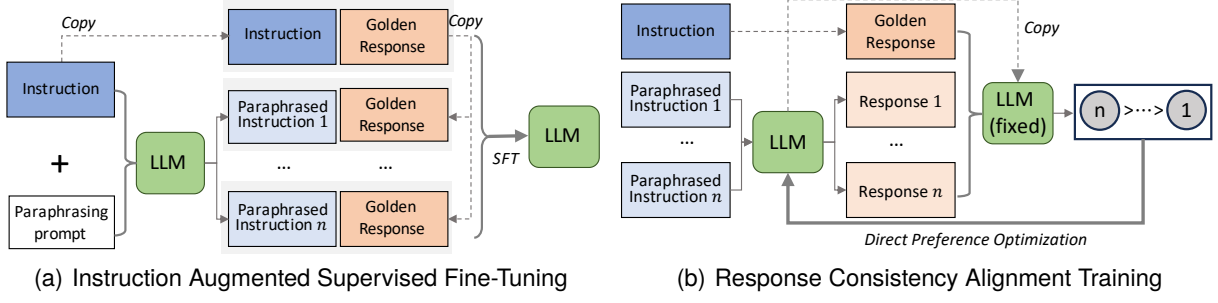 Copy
Instruction
Golden
Response
Copy
Instruction
Paraphrased
Instruction 1
Golden
Response
+
LLM
...
...
SFT
LLM
Paraphrasing
prompt
Paraphrased
Instruction n
Golden
Response
(a) Instruction Augmented Supervised Fine-Tuning
Instruction
Golden
Response
Copy
Paraphrased
Instruction 1
Response 1
...
LLM
...
LLM
(fixed)
n >···> 1
Paraphrased
Instruction n
Response n
Direct Preference Optimization
(b) Response Consistency Alignment Training